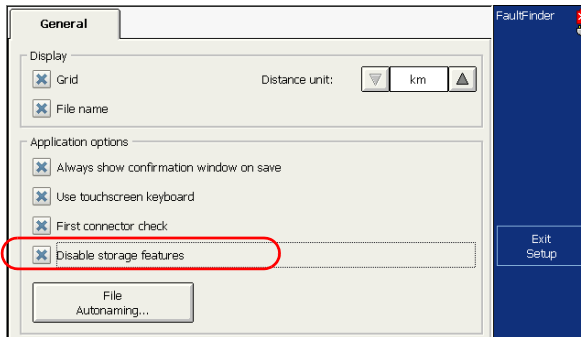 General
FaultFinder
Display
Grid
Distance unit:
km
File name
Application options
Always show confirmation window on save
Use touchscreen keyboard
First connector check
Disable storage features
Exit
Setup
File
Autonaming...